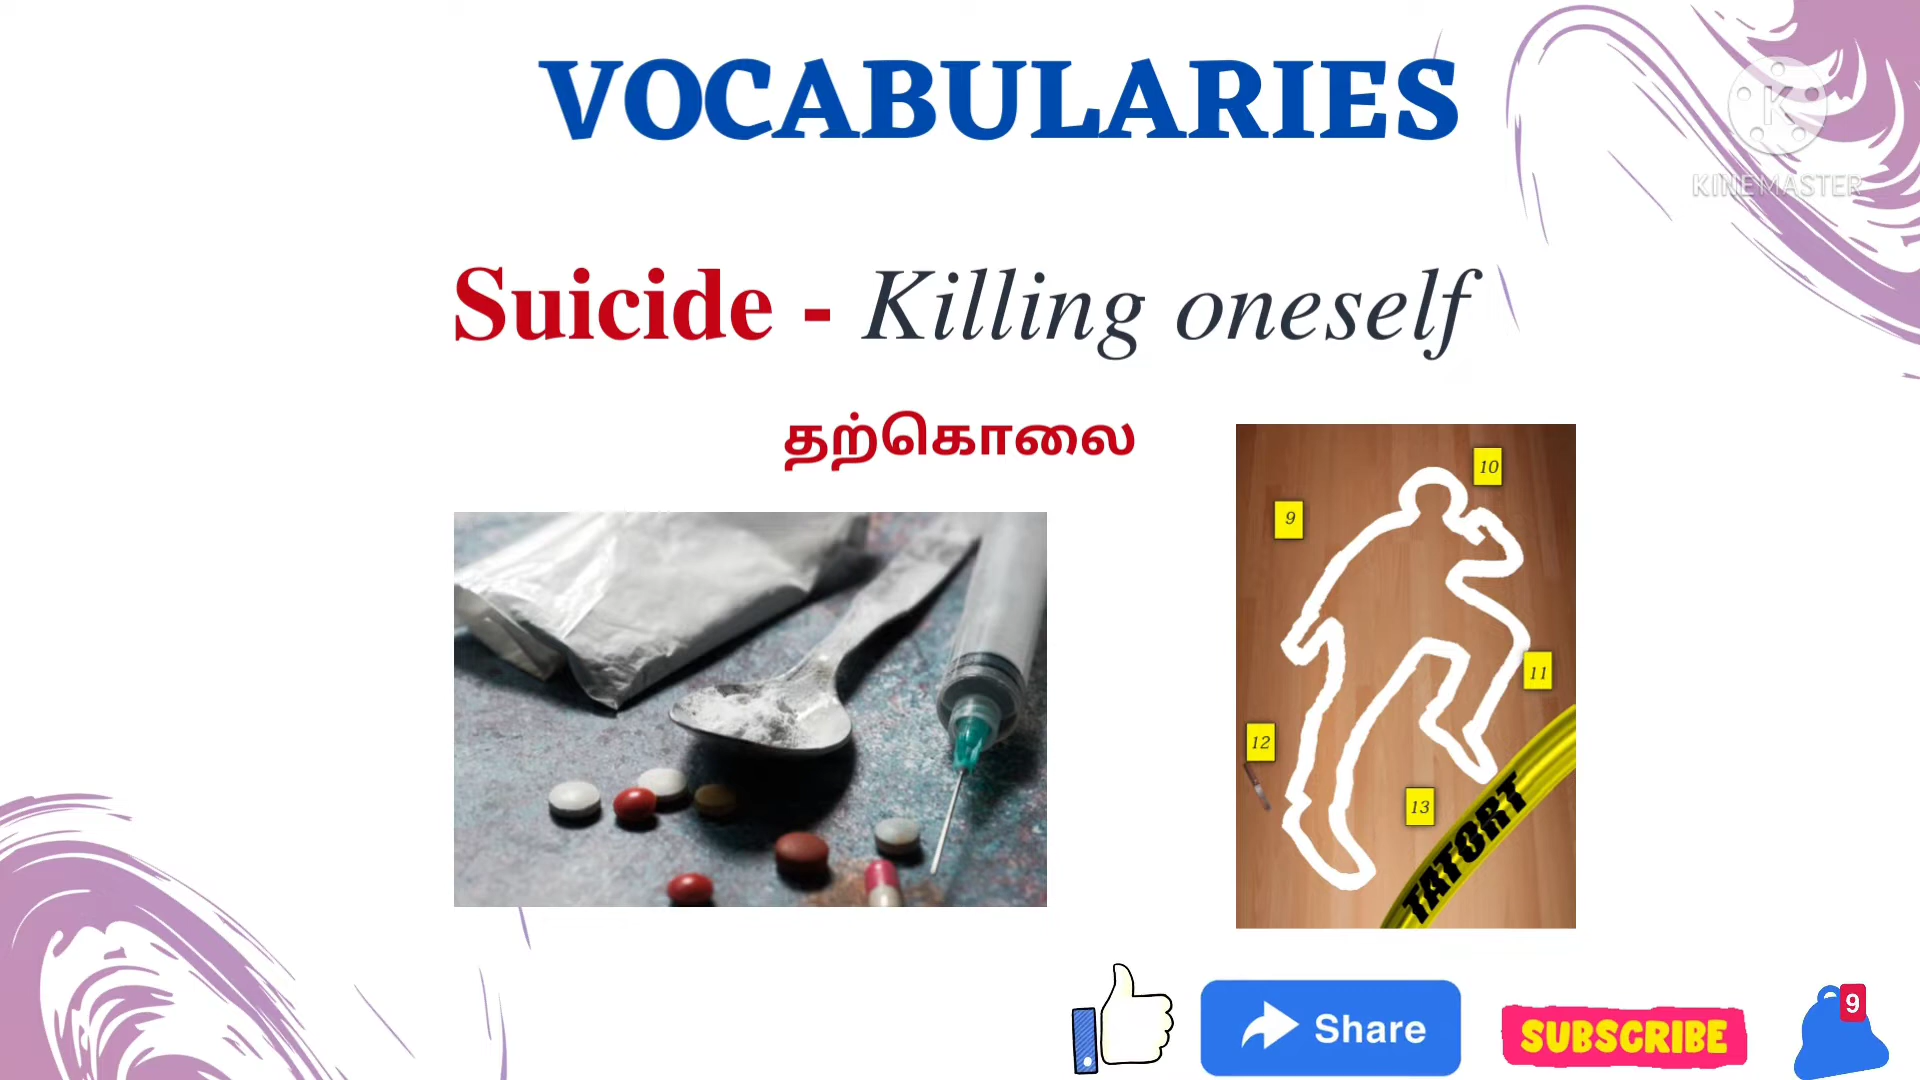 VOCABULARIES
KINEMASTER
Suicide - Killing oneself
தற்கொலை
10
9
11
12
13
TATORT
Share
SUBSCRIBE
9